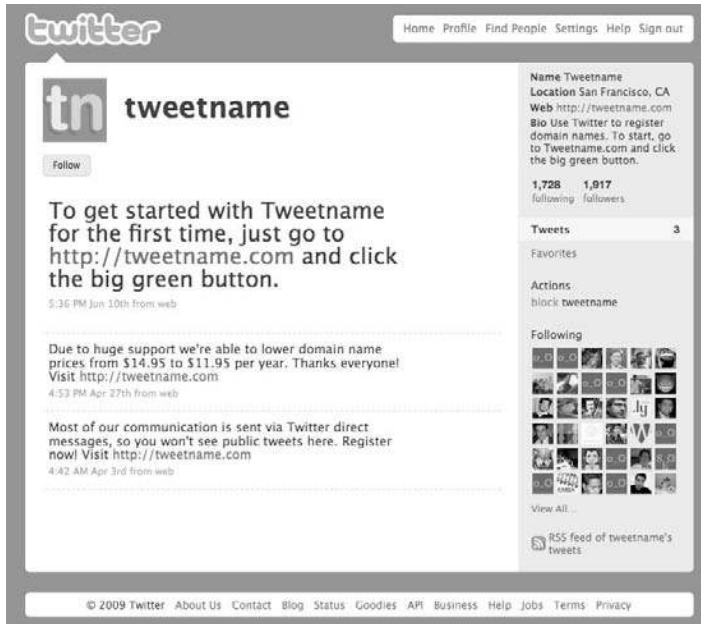 twitter
Home Profile Find People Settings Help Sign out
tn
tweetname
Follow
To get started with Tweetname
for the first time, just go to
http://tweetname.com and click
the big green button.
5:36 PM Jun 10th from web
Due to huge support we're able to lower domain name
prices from $14.95 to $11.95 per year. Thanks everyone!
Visit http://tweetname.com
4:53 PM Apr 27th from web
Most of our communication is sent via Twitter direct
messages, so you won't see public tweets here. Register
now! Visit http://tweetname.com
4:42 AM Apr 3rd from web
Name Tweetname
Location San Francisco, CA
Web http://tweetname.com
Bio Use Twitter to register
domain names. To start, go
to Tweetname.com and click
the big green button.
1,728 1,917
following followers
Tweets 3
Favorites
Actions
block tweetname
Following
.ly
W
View All...
RSS feed of tweetname's
tweets
© 2009 Twitter About Us Contact Blog Status Goodies API Business Help Jobs Terms Privacy